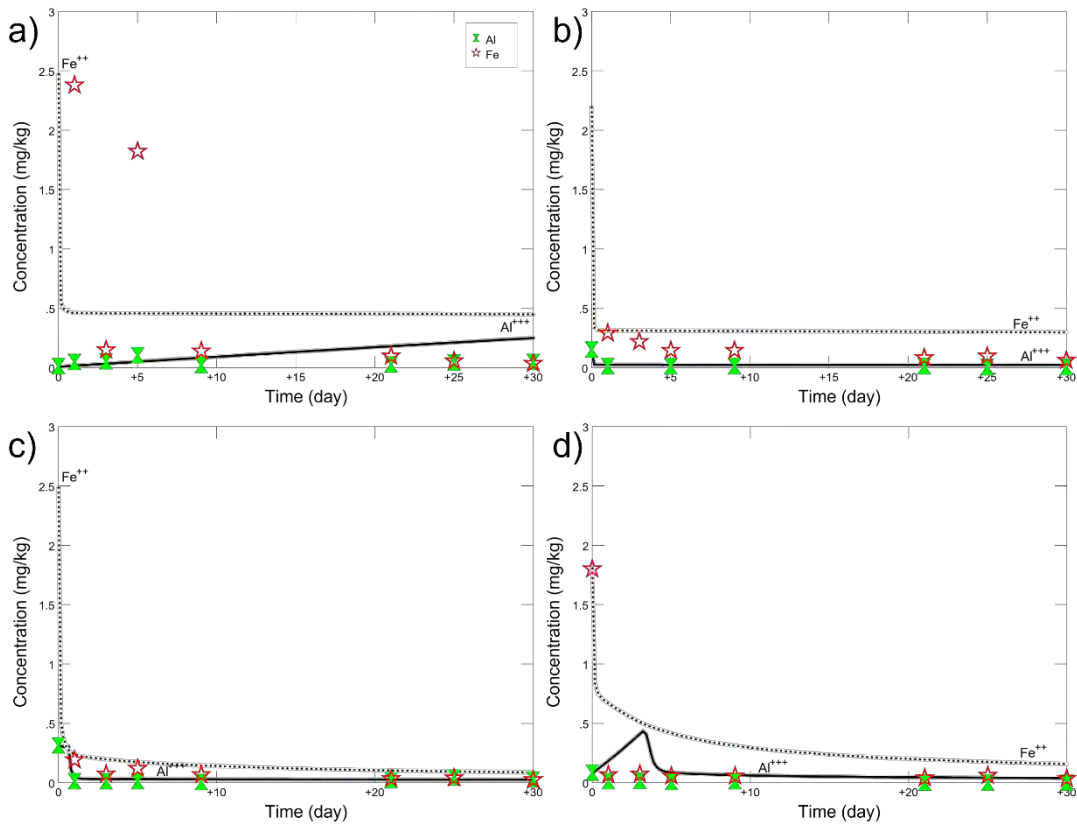 a)
3
2.5
2
1.5
1
.5
0
Concentration (mg/kg)
Fe++
Al
Fe
Al+++
0
+5
+10
+15
+20
+25
+30
Time (day)
b)
3
2.5
2
1.5
1
.5
0
Concentration (mg/kg)
Fe++
Al+++
0
+5
+10
+15
+20
+25
+30
Time (day)
c)
3
2.5
2
1.5
1
.5
0
Concentration (mg/kg)
Fe++
Al+++
0
+10
+20
+30
Time (day)
d)
3
2.5
2
1.5
1
.5
0
Concentration (mg/kg)
Fe++
Al+++
0
+10
+20
+30
Time (day)